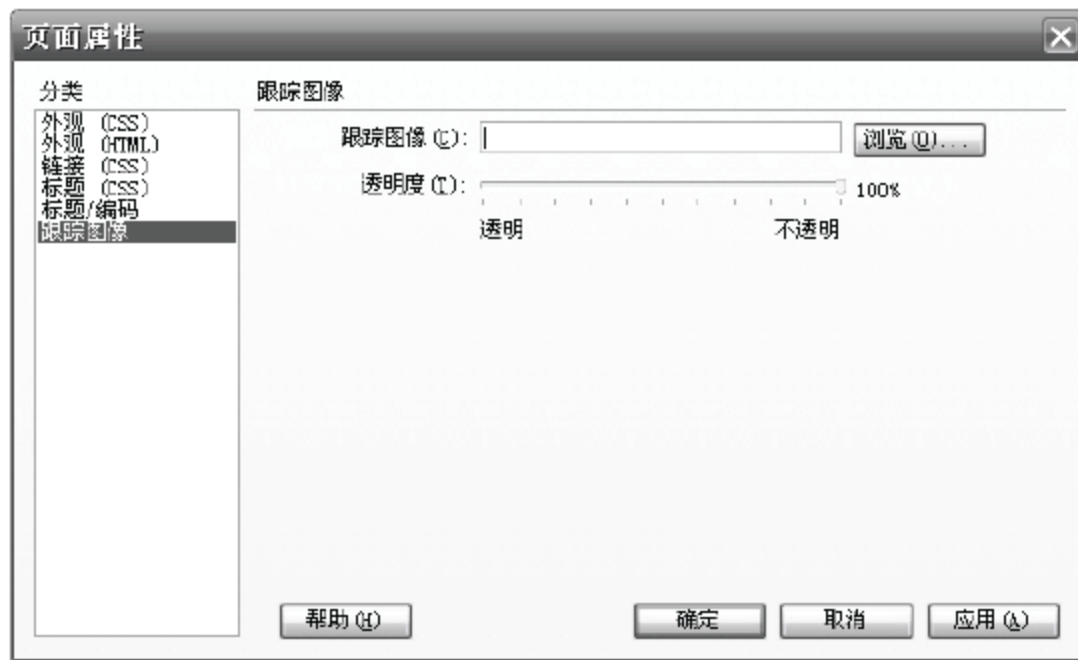 页面属性
分类
外观 (CSS)
外观 (HTML)
链接 (CSS)
标题 (CSS)
标题/编码
跟踪图像
跟踪图像
跟踪图像(I):
浏览(O)...
透明度(T):
100%
透明
不透明
帮助(H)
确定
取消
应用(A)